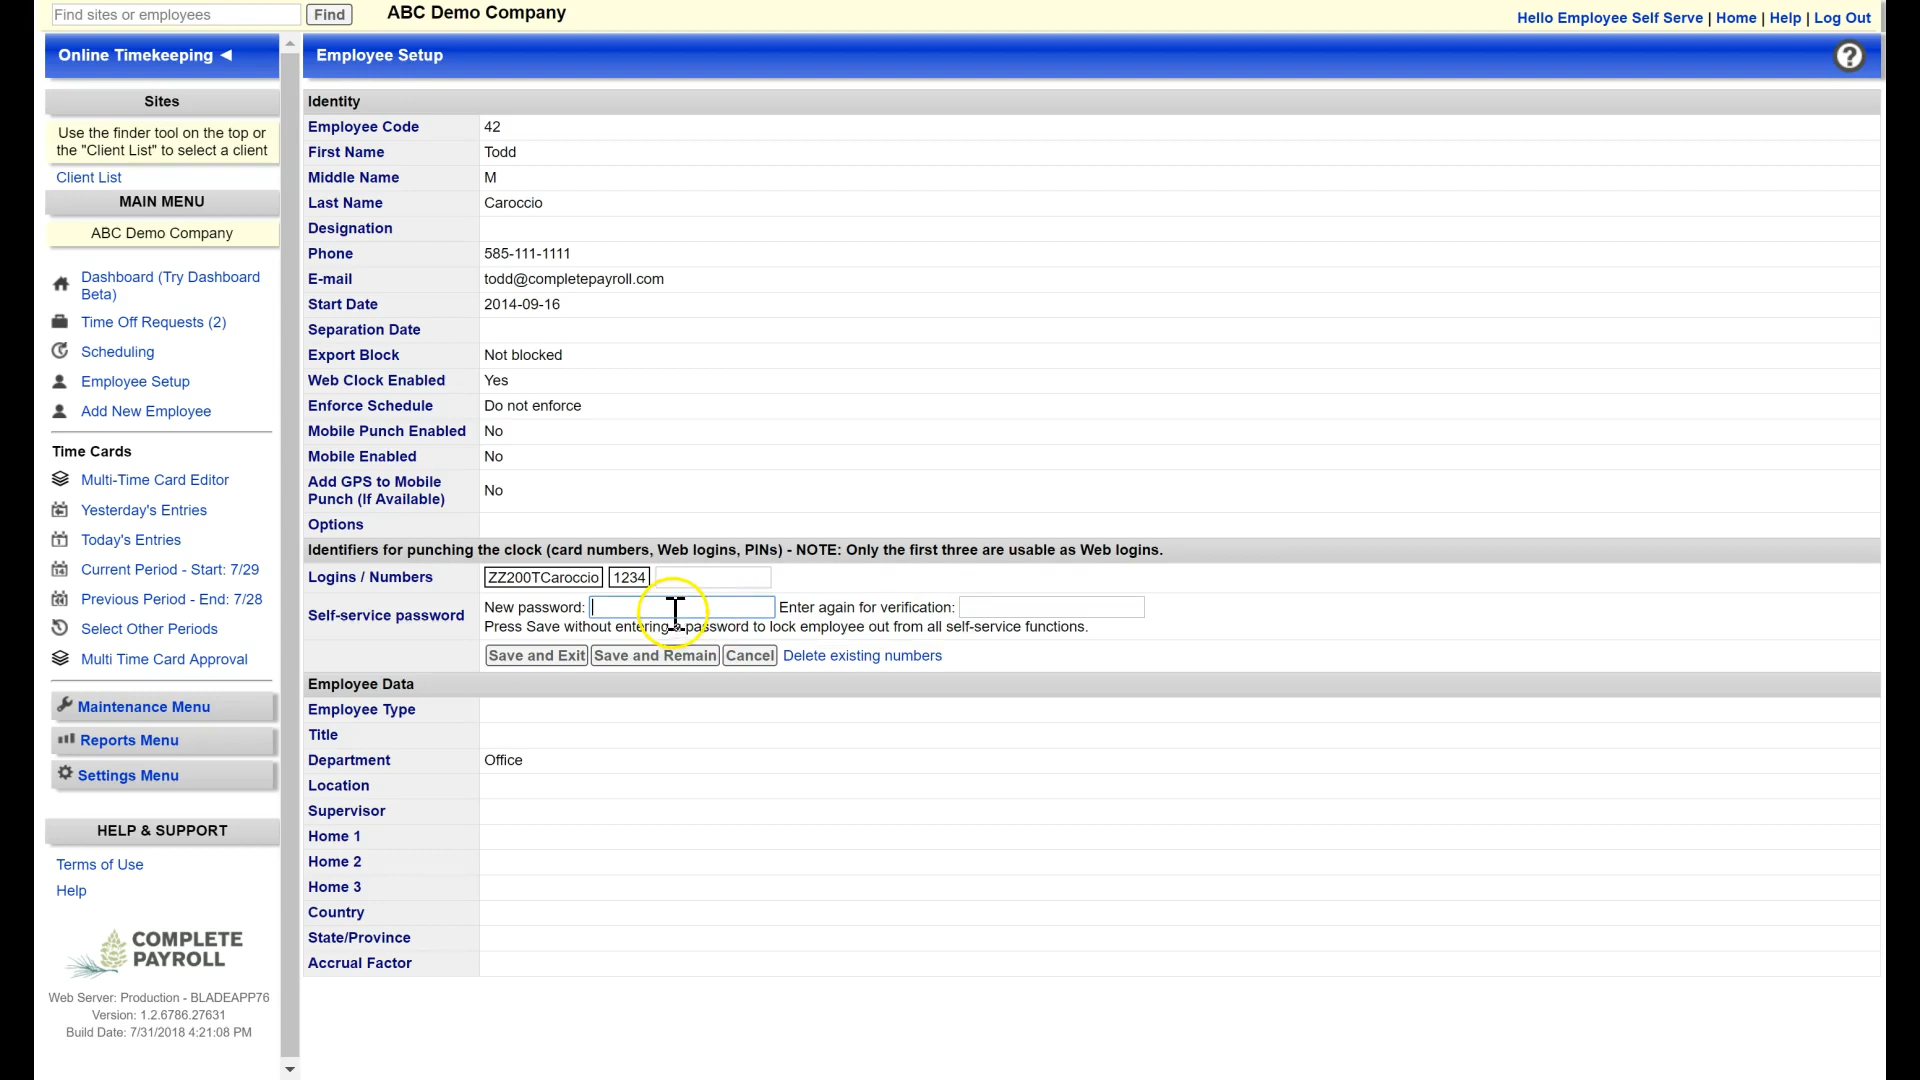 Find sites or employees Find ABC Demo Company Hello Employee Self Serve | Home | Help | Log Out
Online Timekeeping ◄
Sites
Use the finder tool on the top or
the "Client List" to select a client
Client List
MAIN MENU
ABC Demo Company
Dashboard (Try Dashboard
Beta)
Time Off Requests (2)
Scheduling
Employee Setup
Add New Employee
Time Cards
Multi-Time Card Editor
Yesterday's Entries
Today's Entries
Current Period - Start: 7/29
Previous Period - End: 7/28
Select Other Periods
Multi Time Card Approval
Maintenance Menu
Reports Menu
Settings Menu
HELP & SUPPORT
Terms of Use
Help
COMPLETE
PAYROLL
Web Server: Production - BLADEAPP76
Version: 1.2.6786.27631
Build Date: 7/31/2018 4:21:08 PM
Employee Setup ?
Identity
Employee Code 42
First Name Todd
Middle Name M
Last Name Caroccio
Designation
Phone 585-111-1111
E-mail todd@completepayroll.com
Start Date 2014-09-16
Separation Date
Export Block Not blocked
Web Clock Enabled Yes
Enforce Schedule Do not enforce
Mobile Punch Enabled No
Mobile Enabled No
Add GPS to Mobile
Punch (If Available) No
Options
Identifiers for punching the clock (card numbers, Web logins, PINs) - NOTE: Only the first three are usable as Web logins.
Logins / Numbers ZZ200TCaroccio 1234
Self-service password New password: Enter again for verification:
Press Save without entering a password to lock employee out from all self-service functions.
Save and Exit Save and Remain Cancel Delete existing numbers
Employee Data
Employee Type
Title
Department Office
Location
Supervisor
Home 1
Home 2
Home 3
Country
State/Province
Accrual Factor